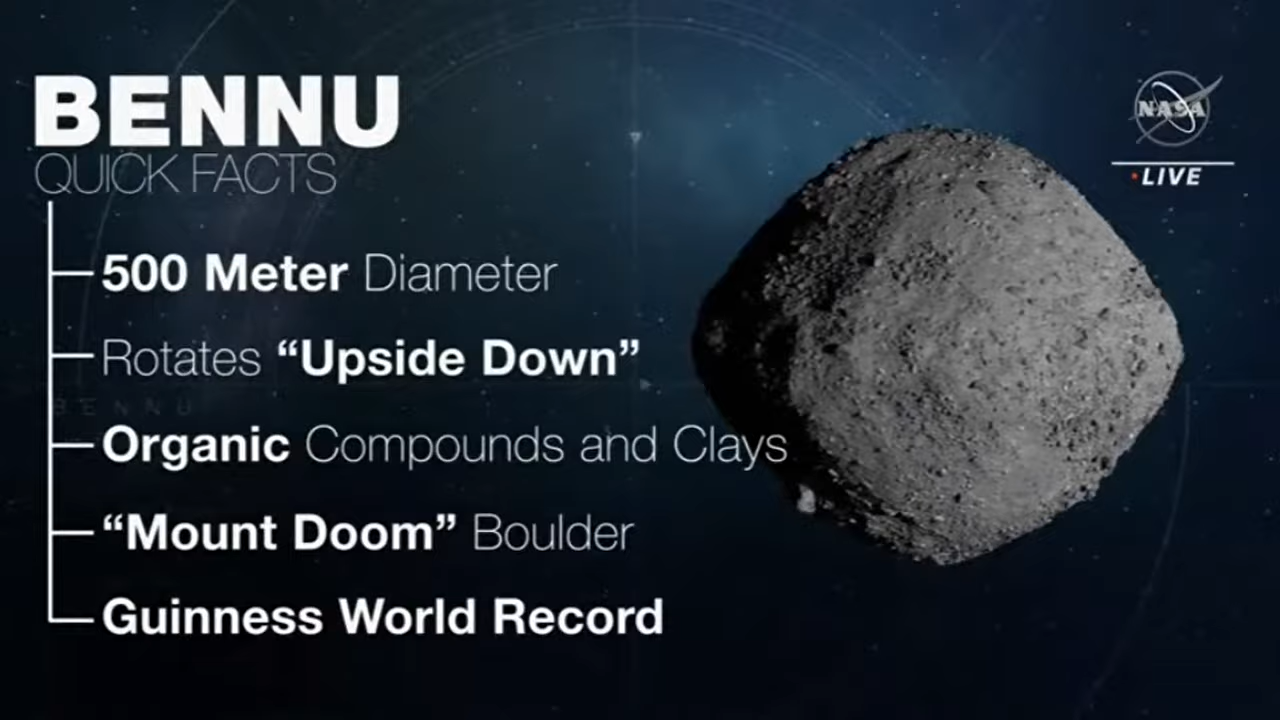 BENNU
QUICK FACTS
500 Meter Diameter
Rotates “Upside Down”
BENNU
Organic Compounds and Clays
“Mount Doom” Boulder
Guinness World Record
NASA
LIVE